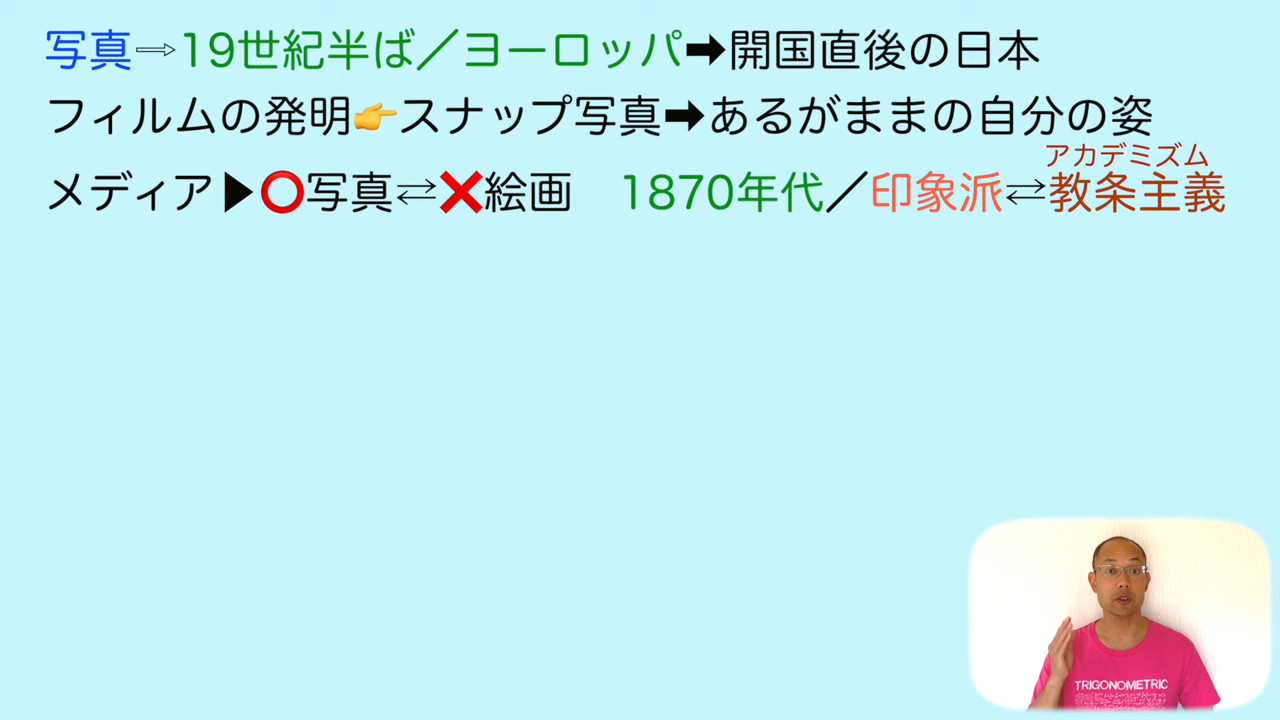 写真⇨19世紀半ば／ヨーロッパ➡開国直後の日本
フィルムの発明👉スナップ写真➡あるがままの自分の姿
アカデミズム
メディア▶⭕写真⇄❌絵画　1870年代／印象派⇄教条主義
TRIGONOMETRIC